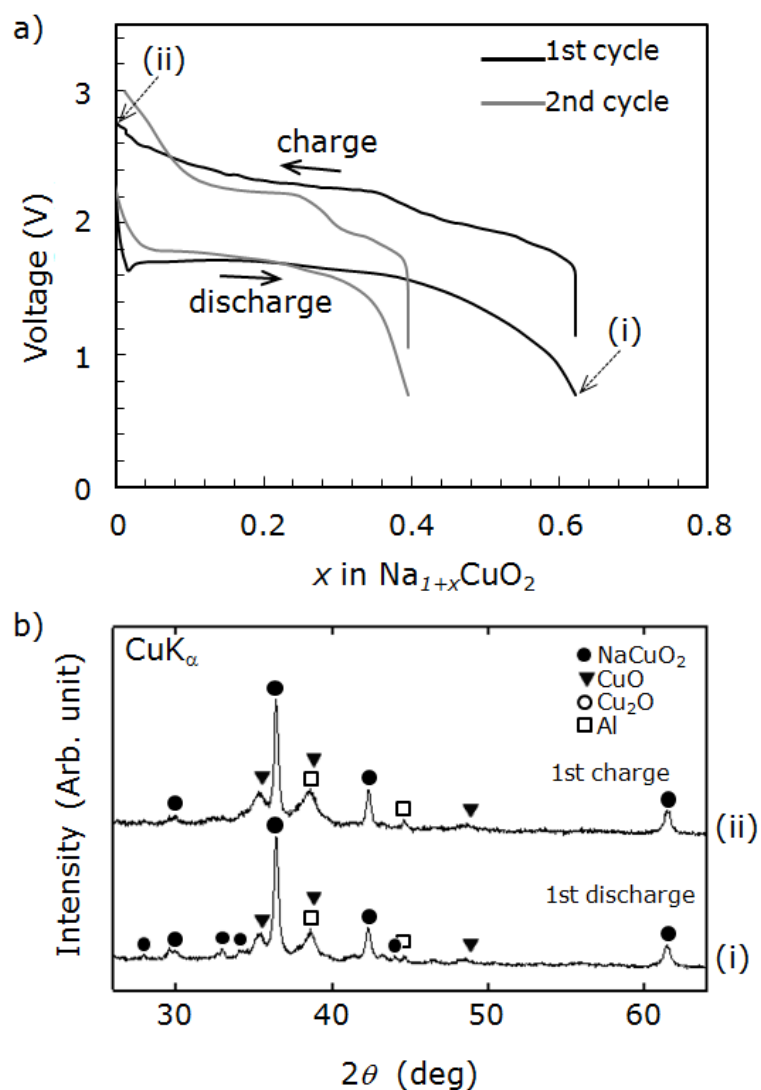 a)
(ii)
1st cycle
2nd cycle
charge
discharge
(i)
Voltage (V)
3
2
1
0
0 0.2 0.4 0.6 0.8
x in Na1+xCuO2
b)
CuKα
NaCuO2
CuO
Cu2O
Al
1st charge
(ii)
1st discharge
(i)
Intensity (Arb. unit)
30 40 50 60
2θ (deg)